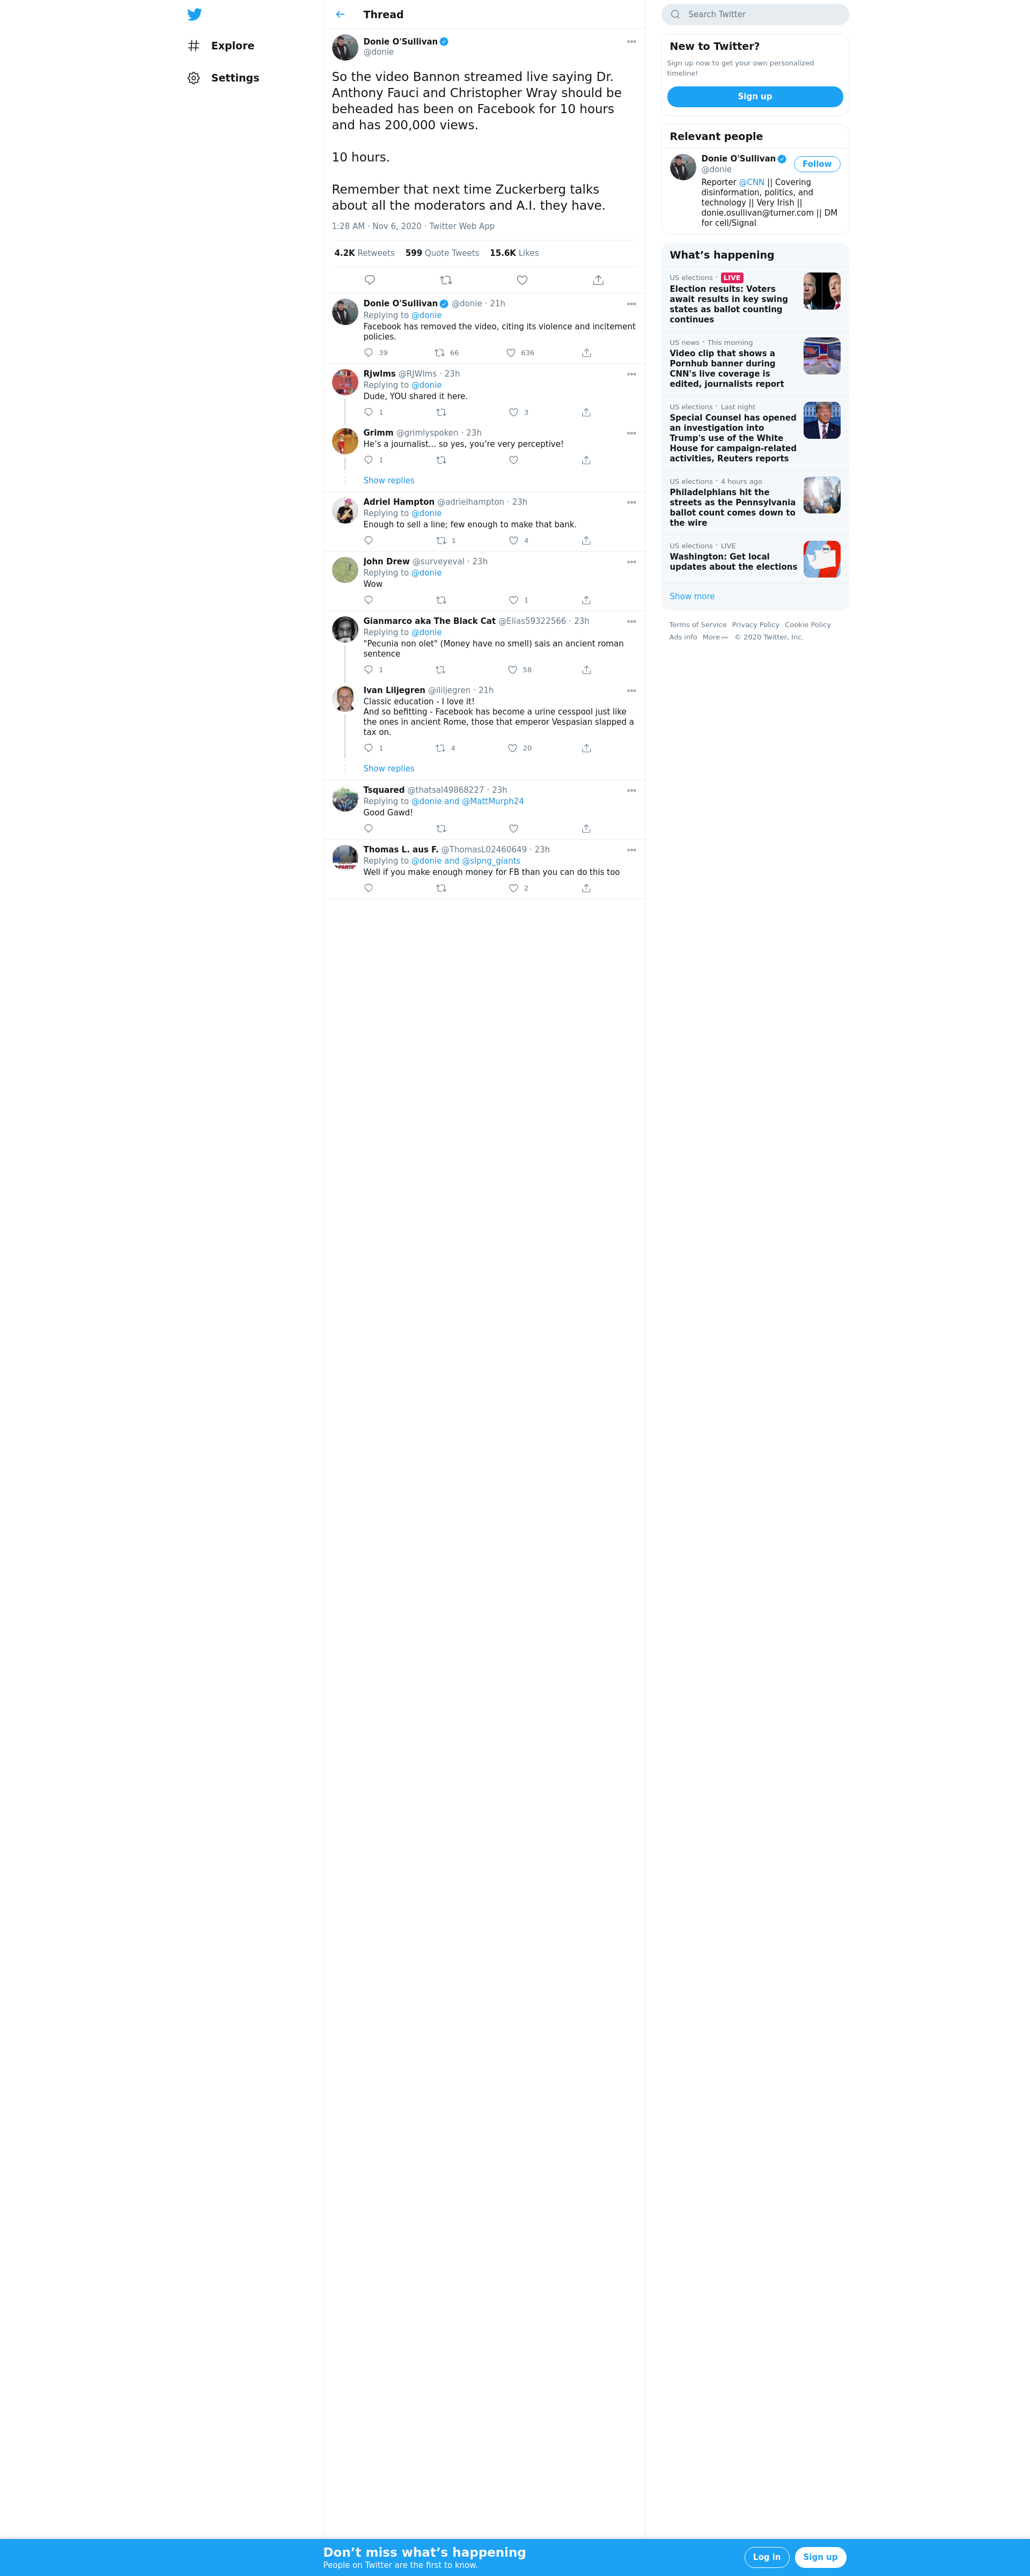 Explore
Settings
Thread
Donie O'Sullivan
@donie
So the video Bannon streamed live saying Dr.
Anthony Fauci and Christopher Wray should be
beheaded has been on Facebook for 10 hours
and has 200,000 views.
10 hours.
Remember that next time Zuckerberg talks
about all the moderators and A.I. they have.
1:28 AM · Nov 6, 2020 · Twitter Web App
4.2K Retweets 599 Quote Tweets 15.6K Likes
Donie O'Sullivan @donie · 21h
Replying to @donie
Facebook has removed the video, citing its violence and incitement
policies.
39 66 636
Rjwlms @RJWlms · 23h
Replying to @donie
Dude, YOU shared it here.
1 3
Grimm @grimlyspoken · 23h
He’s a journalist... so yes, you’re very perceptive!
1
Show replies
Adriel Hampton @adrielhampton · 23h
Replying to @donie
Enough to sell a line; few enough to make that bank.
1 4
John Drew @surveyeval · 23h
Replying to @donie
Wow
1
Gianmarco aka The Black Cat @Elias59322566 · 23h
Replying to @donie
"Pecunia non olet" (Money have no smell) sais an ancient roman
sentence
1 58
Ivan Liljegren @ililjegren · 21h
Classic education - I love it!
And so befitting - Facebook has become a urine cesspool just like
the ones in ancient Rome, those that emperor Vespasian slapped a
tax on.
1 4 20
Show replies
Tsquared @thatsal49868227 · 23h
Replying to @donie and @MattMurph24
Good Gawd!
Thomas L. aus F. @ThomasL02460649 · 23h
Replying to @donie and @slpng_giants
Well if you make enough money for FB than you can do this too
2
Search Twitter
New to Twitter?
Sign up now to get your own personalized
timeline!
Sign up
Relevant people
Donie O'Sullivan
@donie
Follow
Reporter @CNN || Covering
disinformation, politics, and
technology || Very Irish ||
donie.osullivan@turner.com || DM
for cell/Signal
What’s happening
US elections · LIVE
Election results: Voters
await results in key swing
states as ballot counting
continues
US news · This morning
Video clip that shows a
Pornhub banner during
CNN's live coverage is
edited, journalists report
US elections · Last night
Special Counsel has opened
an investigation into
Trump's use of the White
House for campaign-related
activities, Reuters reports
US elections · 4 hours ago
Philadelphians hit the
streets as the Pennsylvania
ballot count comes down to
the wire
US elections · LIVE
Washington: Get local
updates about the elections
Show more
Terms of Service Privacy Policy Cookie Policy
Ads info More © 2020 Twitter, Inc.
Don’t miss what’s happening
People on Twitter are the first to know.
Log in
Sign up